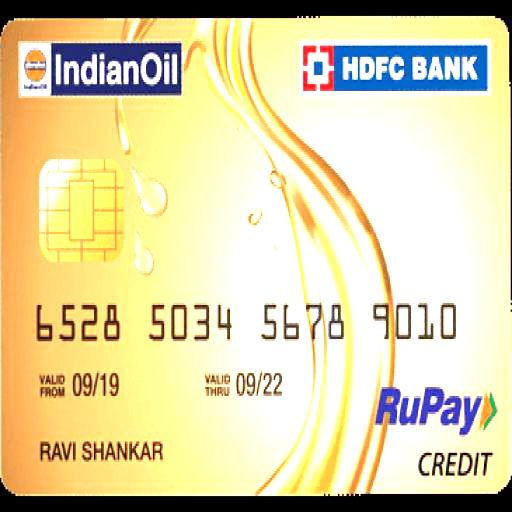 IndianOil HDFC BANK
IndianOil
6528 5034 5678 9010
VALID FROM 09/19 VALID THRU 09/22
RuPay
RAVI SHANKAR
CREDIT